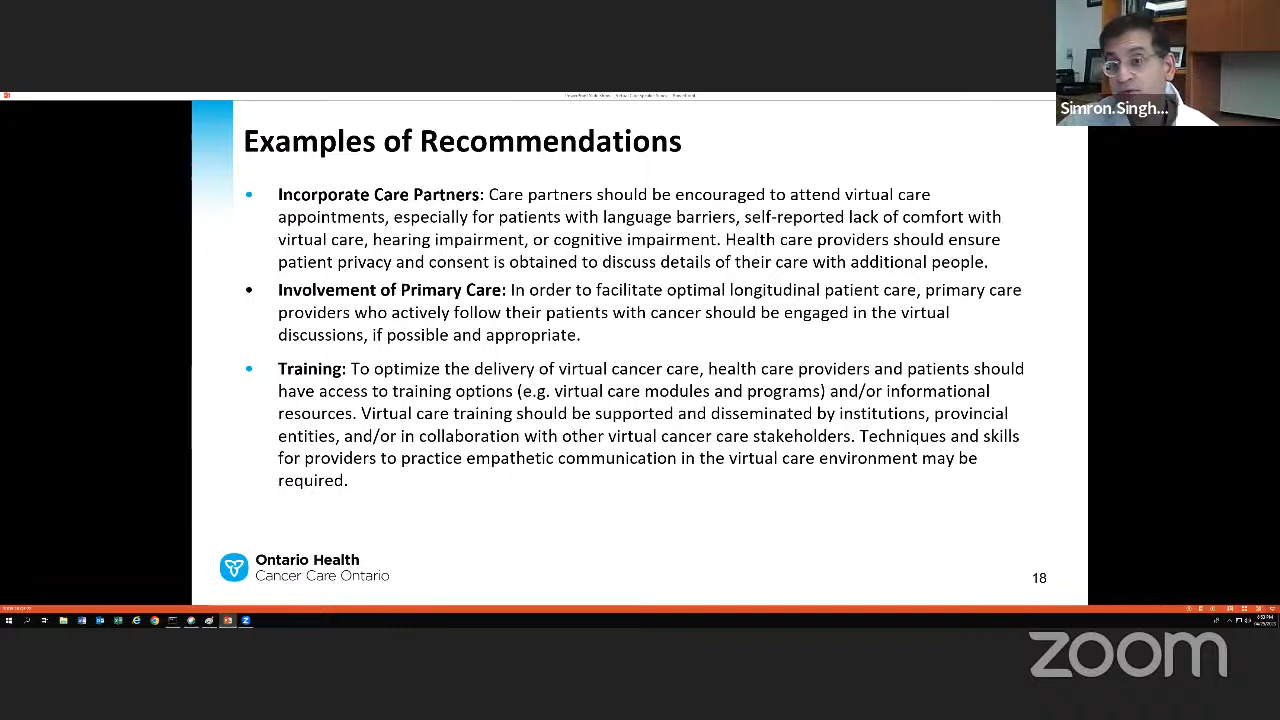 Simron.Singh...
PowerPoint Slide Show - Virtual Care Speaker Series - PowerPoint
Examples of Recommendations
• Incorporate Care Partners: Care partners should be encouraged to attend virtual care
appointments, especially for patients with language barriers, self-reported lack of comfort with
virtual care, hearing impairment, or cognitive impairment. Health care providers should ensure
patient privacy and consent is obtained to discuss details of their care with additional people.
• Involvement of Primary Care: In order to facilitate optimal longitudinal patient care, primary care
providers who actively follow their patients with cancer should be engaged in the virtual
discussions, if possible and appropriate.
• Training: To optimize the delivery of virtual cancer care, health care providers and patients should
have access to training options (e.g. virtual care modules and programs) and/or informational
resources. Virtual care training should be supported and disseminated by institutions, provincial
entities, and/or in collaboration with other virtual cancer care stakeholders. Techniques and skills
for providers to practice empathetic communication in the virtual care environment may be
required.
Ontario Health
Cancer Care Ontario
18
zoom